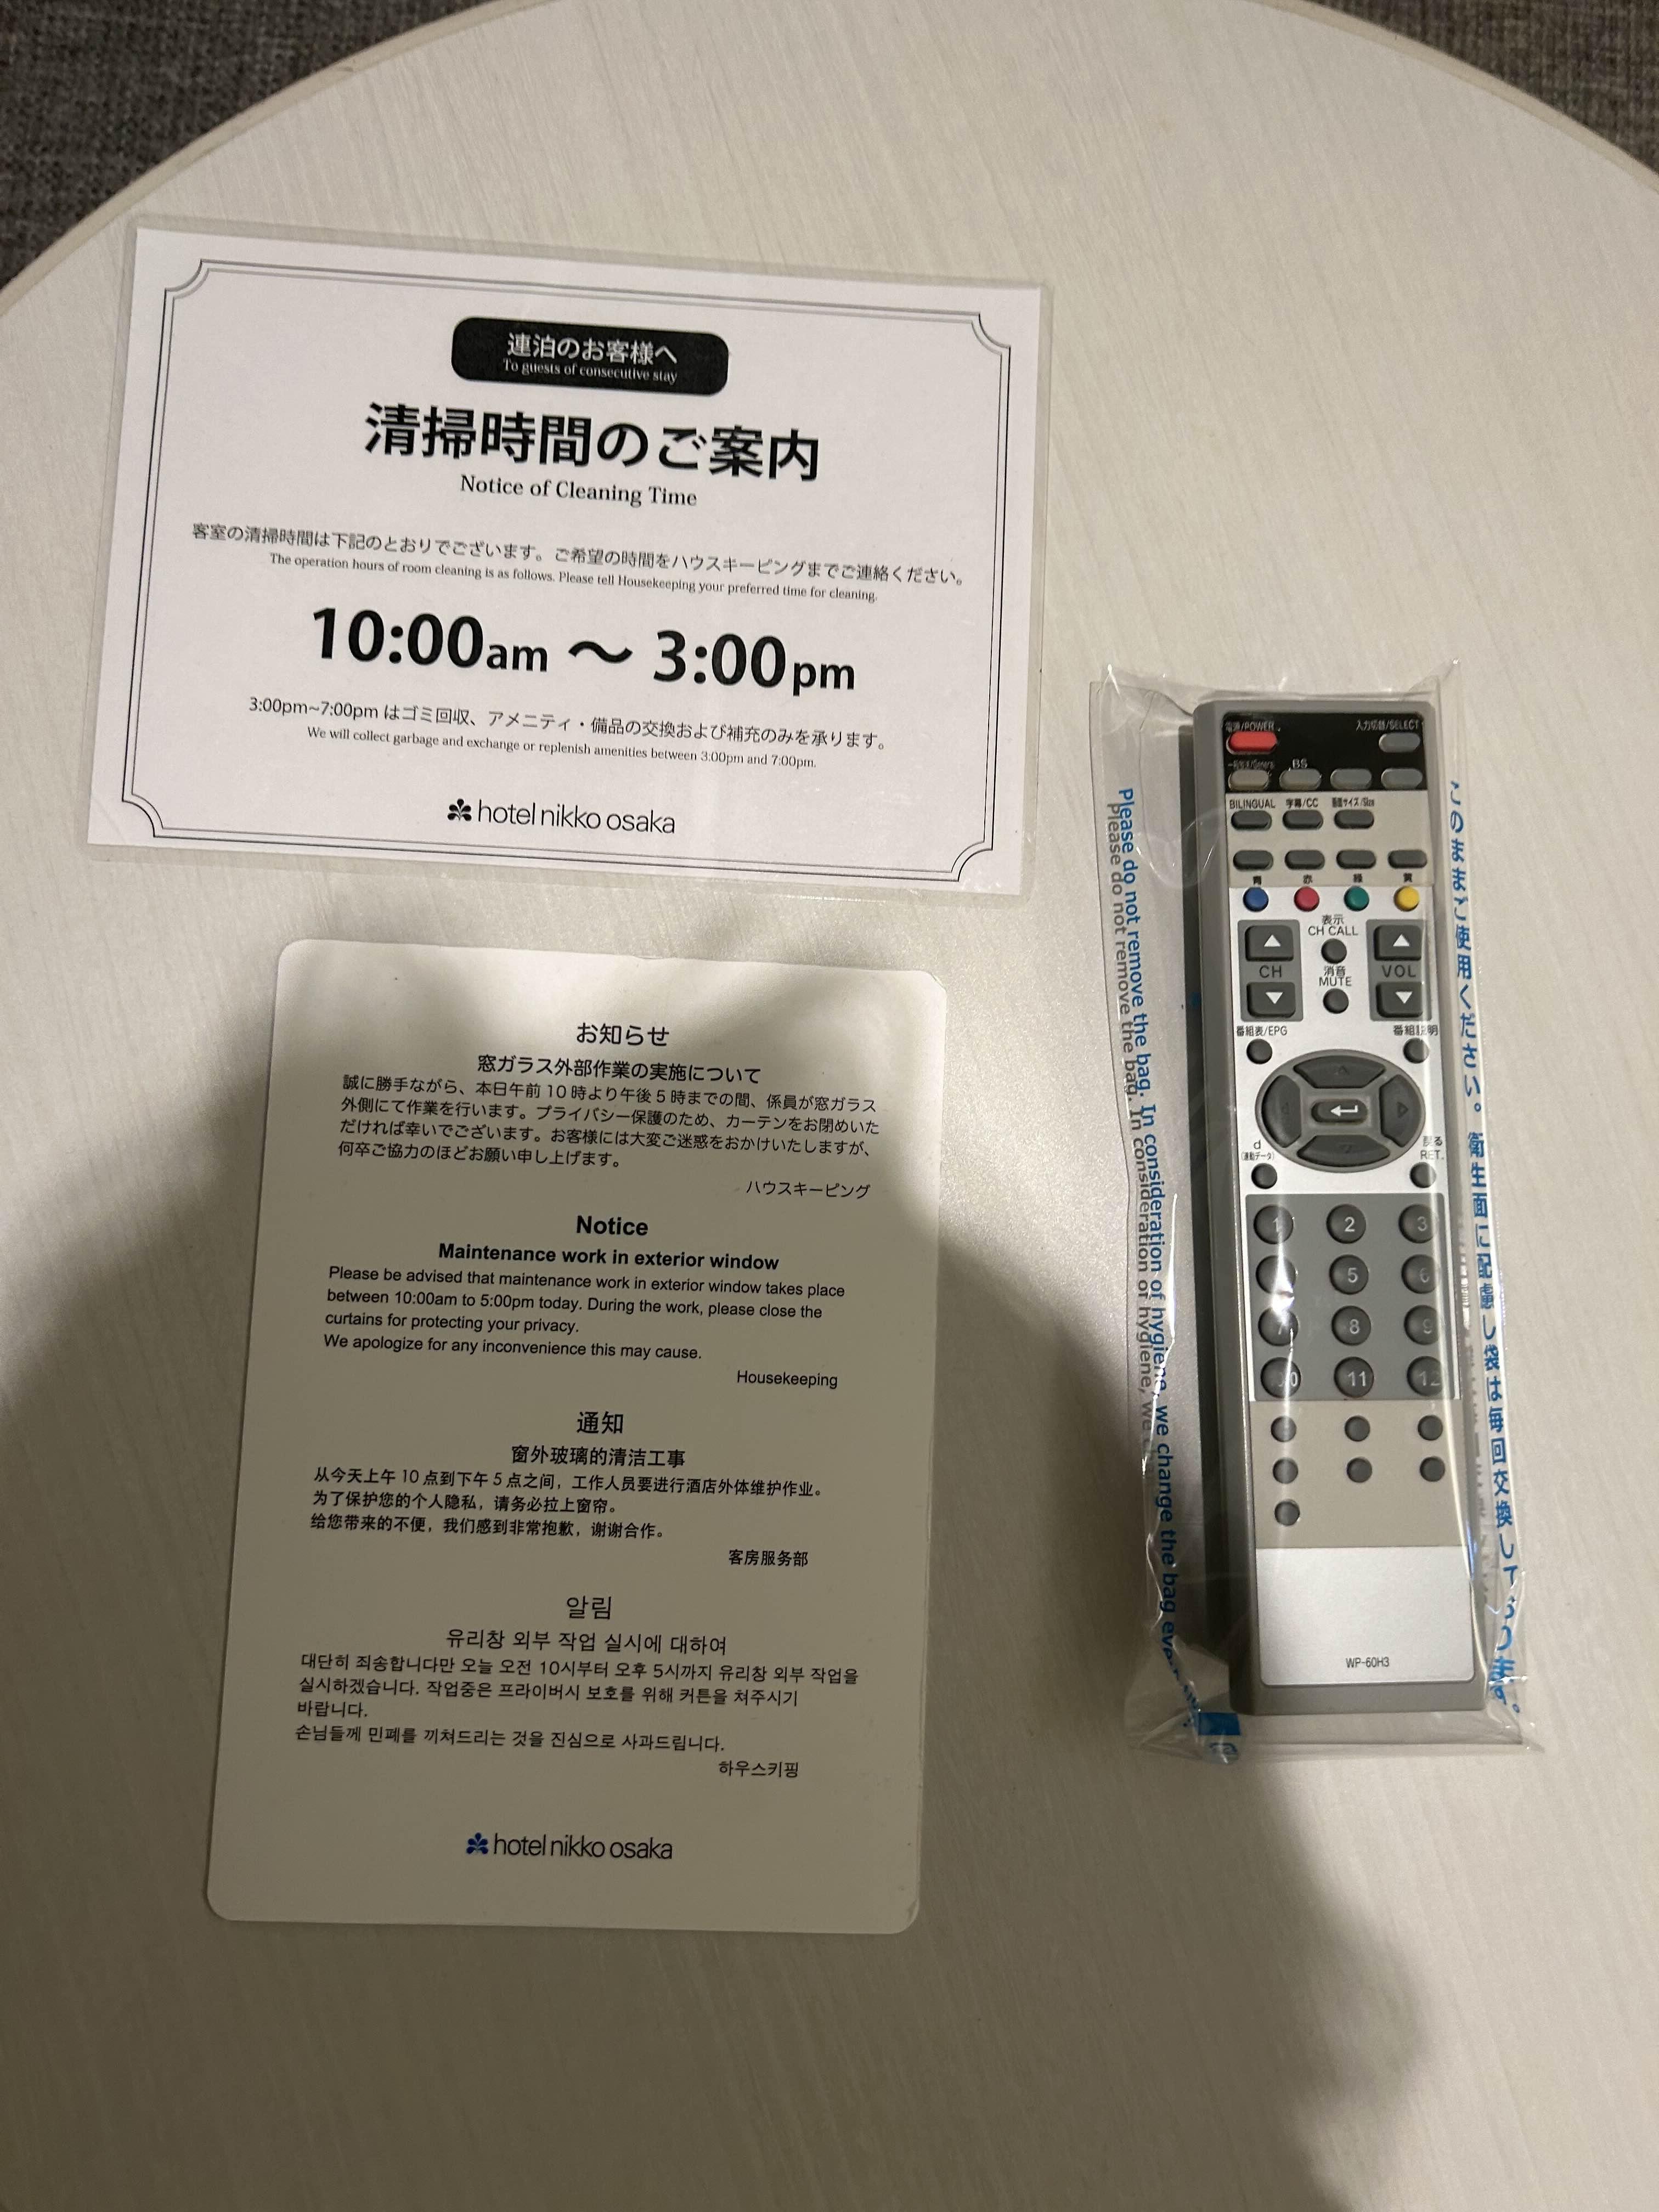 連泊のお客様へ
To guests of consecutive stay
清掃時間のご案内
Notice of Cleaning Time
客室の清掃時間は下記のとおりでございます。ご希望の時間をハウスキーピングまでご連絡ください。
The operation hours of room cleaning is as follows. Please tell Housekeeping your preferred time for cleaning.
10:00am ～ 3:00pm
3:00pm~7:00pm はゴミ回収、アメニティ・備品の交換および補充のみを承ります。
We will collect garbage and exchange or replenish amenities between 3:00pm and 7:00pm.
hotel nikko osaka
お知らせ
窓ガラス外部作業の実施について
誠に勝手ながら、本日午前 10 時より午後 5 時までの間、係員が窓ガラス
外側にて作業を行います。プライバシー保護のため、カーテンをお閉めいた
だければ幸いでございます。お客様には大変ご迷惑をおかけいたしますが、
何卒ご協力のほどお願い申し上げます。
ハウスキーピング
Notice
Maintenance work in exterior window
Please be advised that maintenance work in exterior window takes place
between 10:00am to 5:00pm today. During the work, please close the
curtains for protecting your privacy.
We apologize for any inconvenience this may cause.
Housekeeping
通知
窗外玻璃的清洁工事
从今天上午 10 点到下午 5 点之间，工作人员要进行酒店外体维护作业。
为了保护您的个人隐私，请务必拉上窗帘。
给您带来的不便，我们感到非常抱歉，谢谢合作。
客房服务部
알림
유리창 외부 작업 실시에 대하여
대단히 죄송합니다만 오늘 오전 10시부터 오후 5시까지 유리창 외부 작업을
실시하겠습니다. 작업중은 프라이버시 보호를 위해 커튼을 쳐주시기
바랍니다.
손님들께 민폐를 끼쳐드리는 것을 진심으로 사과드립니다.
하우스키핑
hotel nikko osaka
Please do not remove the bag. In consideration of hygiene, we change the bag
電源/POWER 入力切替/SELECT
BS
BILINGUAL 字幕/CC 画面サイズ/Size
青 赤 緑 黄
表示
CH CALL
CH 消音 VOL
MUTE
番組表/EPG 番組説明
d 戻る
(連動データ) RET.
1 2 3
5 6
7 8 9
10 11 12
WP-60H3
このままご使用ください。衛生面に配慮し袋は毎回交換しております。